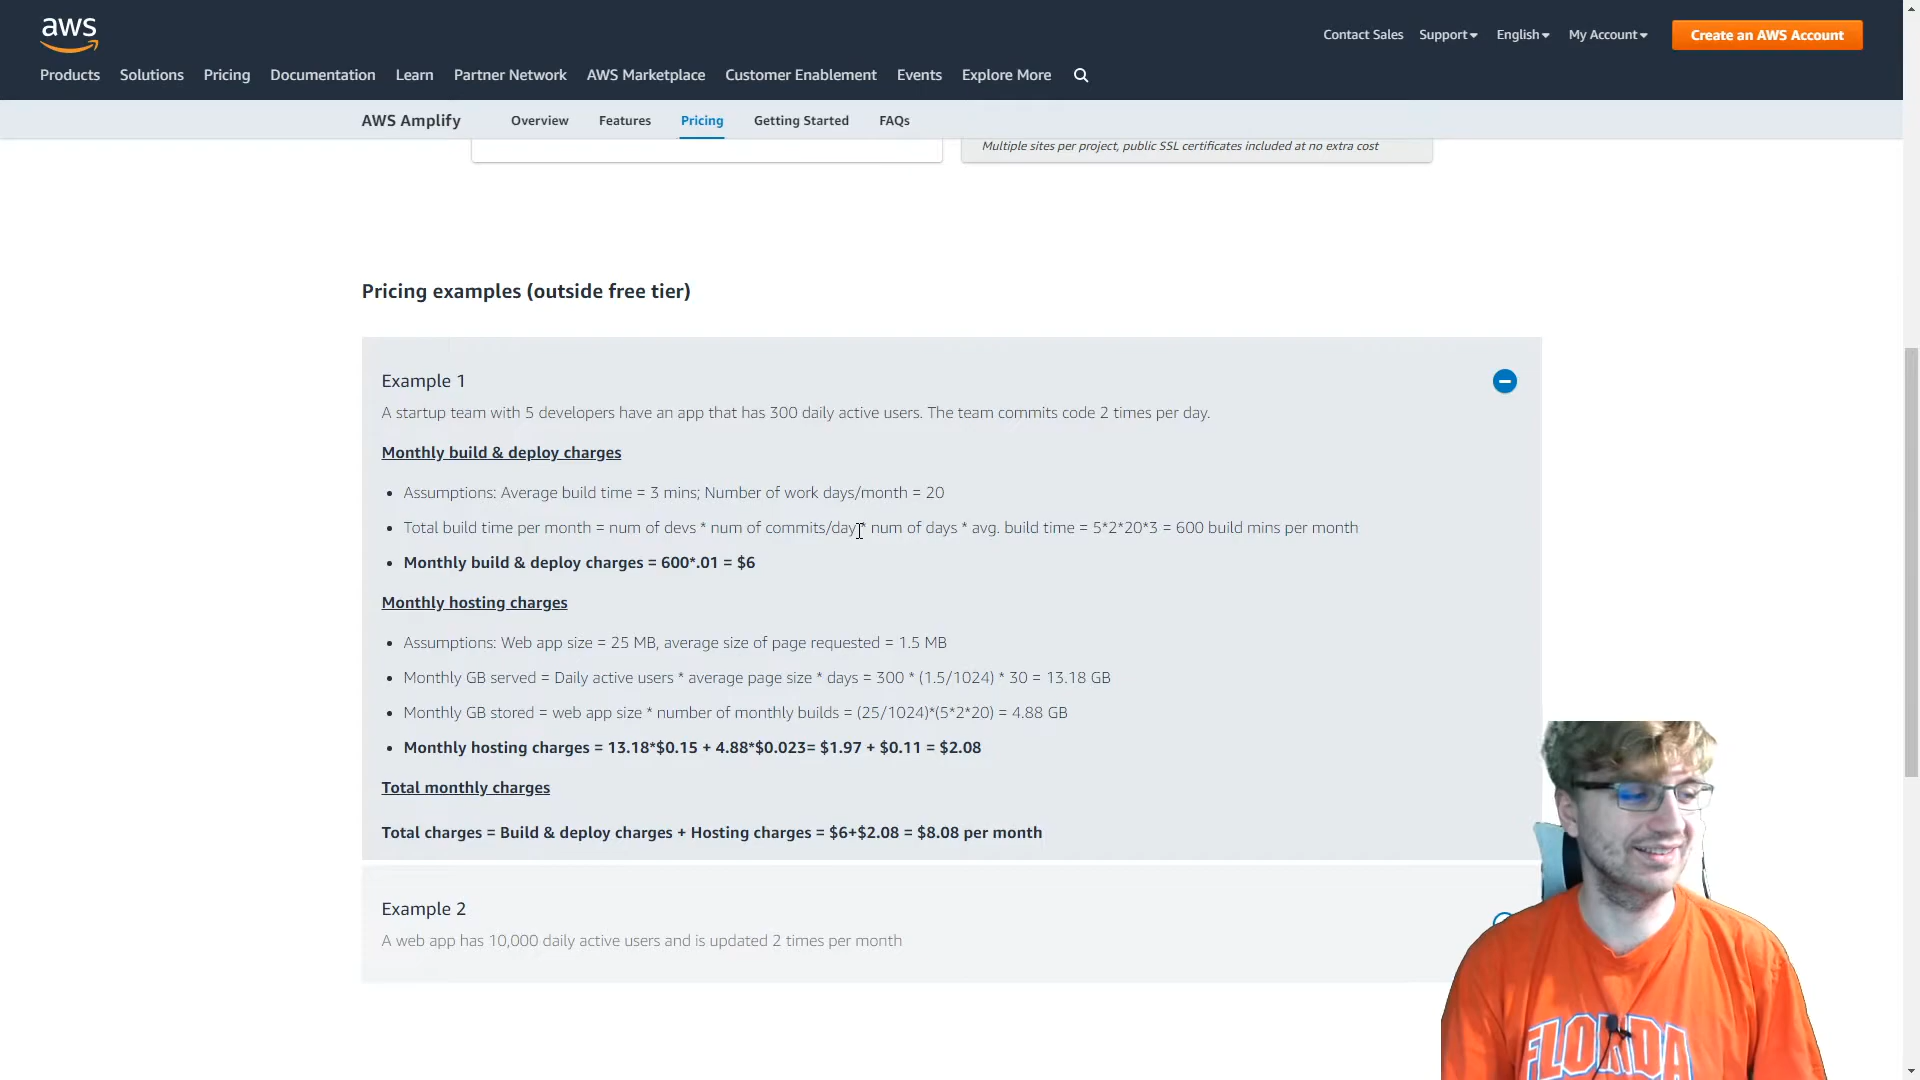 aws
Contact Sales Support English My Account Create an AWS Account
Products Solutions Pricing Documentation Learn Partner Network AWS Marketplace Customer Enablement Events Explore More
AWS Amplify Overview Features Pricing Getting Started FAQs
Multiple sites per project, public SSL certificates included at no extra cost
Pricing examples (outside free tier)
Example 1
A startup team with 5 developers have an app that has 300 daily active users. The team commits code 2 times per day.
Monthly build & deploy charges
• Assumptions: Average build time = 3 mins; Number of work days/month = 20
• Total build time per month = num of devs * num of commits/day * num of days * avg. build time = 5*2*20*3 = 600 build mins per month
• Monthly build & deploy charges = 600*.01 = $6
Monthly hosting charges
• Assumptions: Web app size = 25 MB, average size of page requested = 1.5 MB
• Monthly GB served = Daily active users * average page size * days = 300 * (1.5/1024) * 30 = 13.18 GB
• Monthly GB stored = web app size * number of monthly builds = (25/1024)*(5*2*20) = 4.88 GB
• Monthly hosting charges = 13.18*$0.15 + 4.88*$0.023= $1.97 + $0.11 = $2.08
Total monthly charges
Total charges = Build & deploy charges + Hosting charges = $6+$2.08 = $8.08 per month
Example 2
A web app has 10,000 daily active users and is updated 2 times per month
FLORIDA